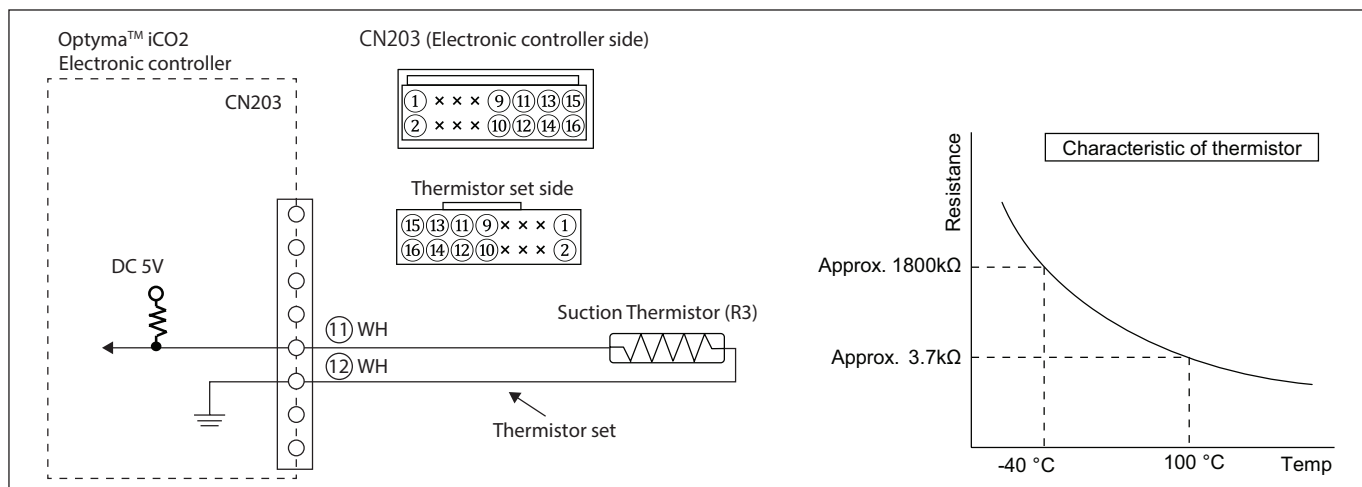 Optyma™ iCO2
Electronic controller
CN203
CN203 (Electronic controller side)
① × × × ⑨ ⑪ ⑬ ⑮
② × × × ⑩ ⑫ ⑭ ⑯
Thermistor set side
⑮ ⑬ ⑪ ⑨ × × × ①
⑯ ⑭ ⑫ ⑩ × × × ②
DC 5V
⑪ WH
⑫ WH
Suction Thermistor (R3)
Thermistor set
Characteristic of thermistor
Resistance
Approx. 1800kΩ
Approx. 3.7kΩ
-40 °C
100 °C
Temp